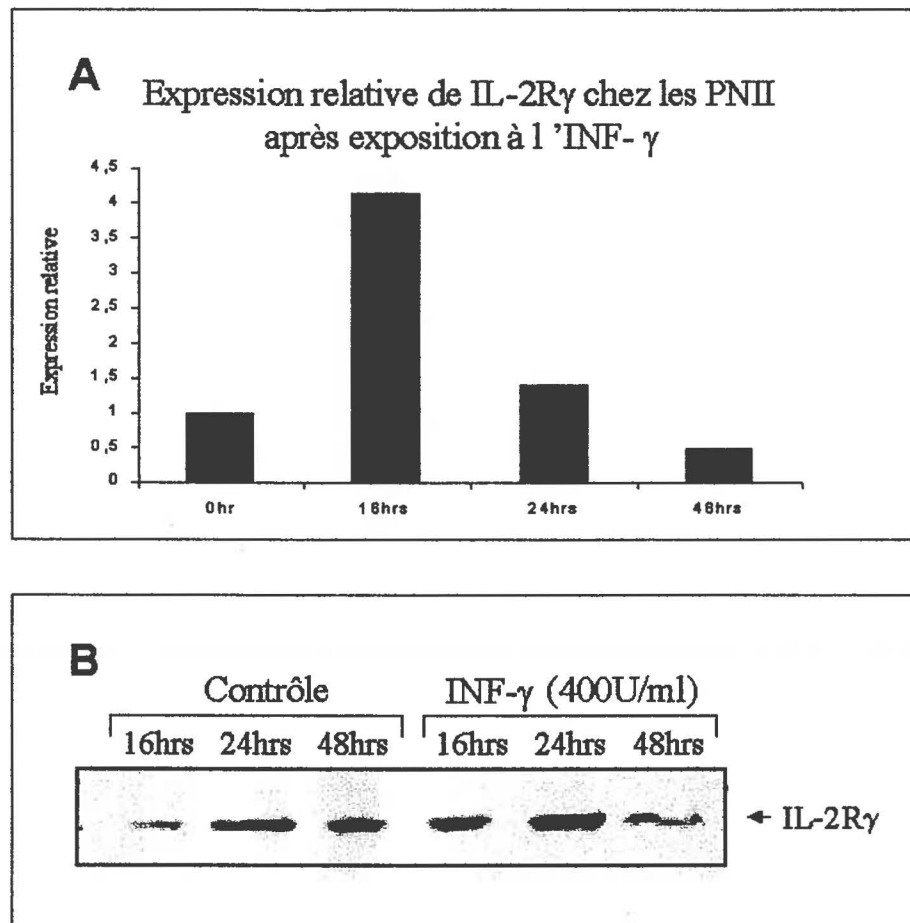 A
Expression relative de IL-2Rγ chez les PNII
après exposition à l 'INF- γ
Expression relative
4,5
4
3,5
3
2,5
2
1,5
1
0,5
0
0hr 16hrs 24hrs 48hrs
B
Contrôle INF-γ (400U/ml)
16hrs 24hrs 48hrs 16hrs 24hrs 48hrs
IL-2Rγ